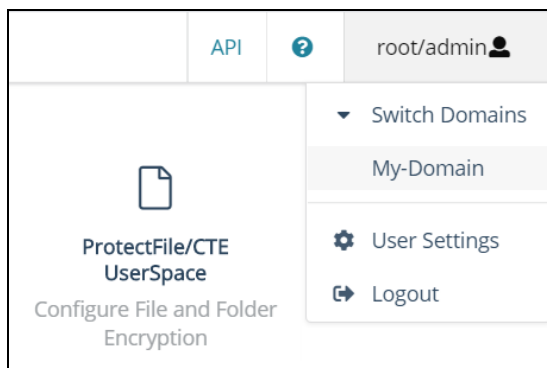 API
root/admin
Switch Domains
My-Domain
User Settings
Logout
ProtectFile/CTE
UserSpace
Configure File and Folder
Encryption